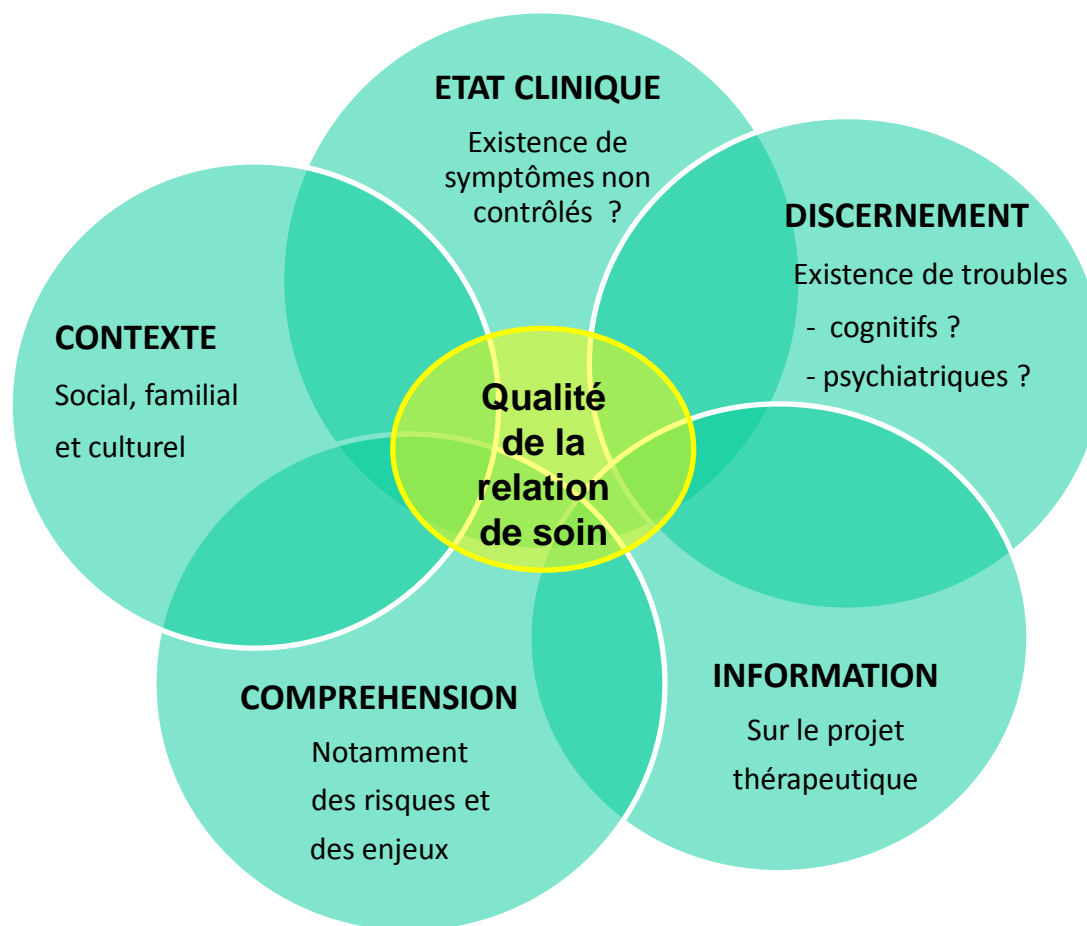 ETAT CLINIQUE
Existence de
symptômes non
contrôlés ?
DISCERNEMENT
Existence de troubles
- cognitifs ?
- psychiatriques ?
CONTEXTE
Social, familial
et culturel
Qualité
de la
relation
de soin
COMPREHENSION
Notamment
des risques et
des enjeux
INFORMATION
Sur le projet
thérapeutique